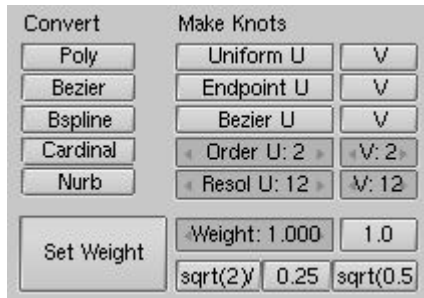 Convert Make Knots
Poly Uniform U V
Bezier Endpoint U V
Bspline Bezier U V
Cardinal Order U: 2 V: 2
Nurb Resol U: 12 V: 12
Set Weight Weight: 1.000 1.0
sqrt(2)/ 0.25 sqrt(0.5